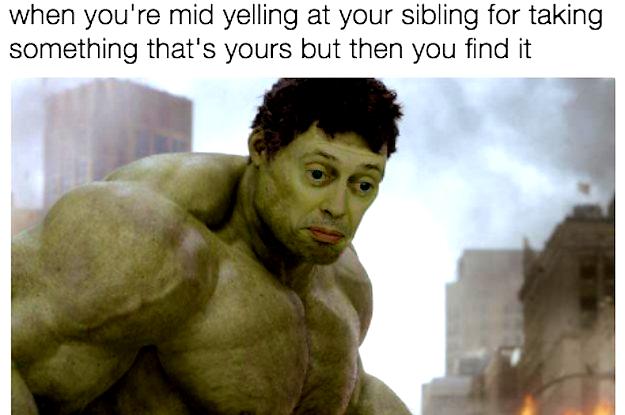 when you're mid yelling at your sibling for taking
something that's yours but then you find it